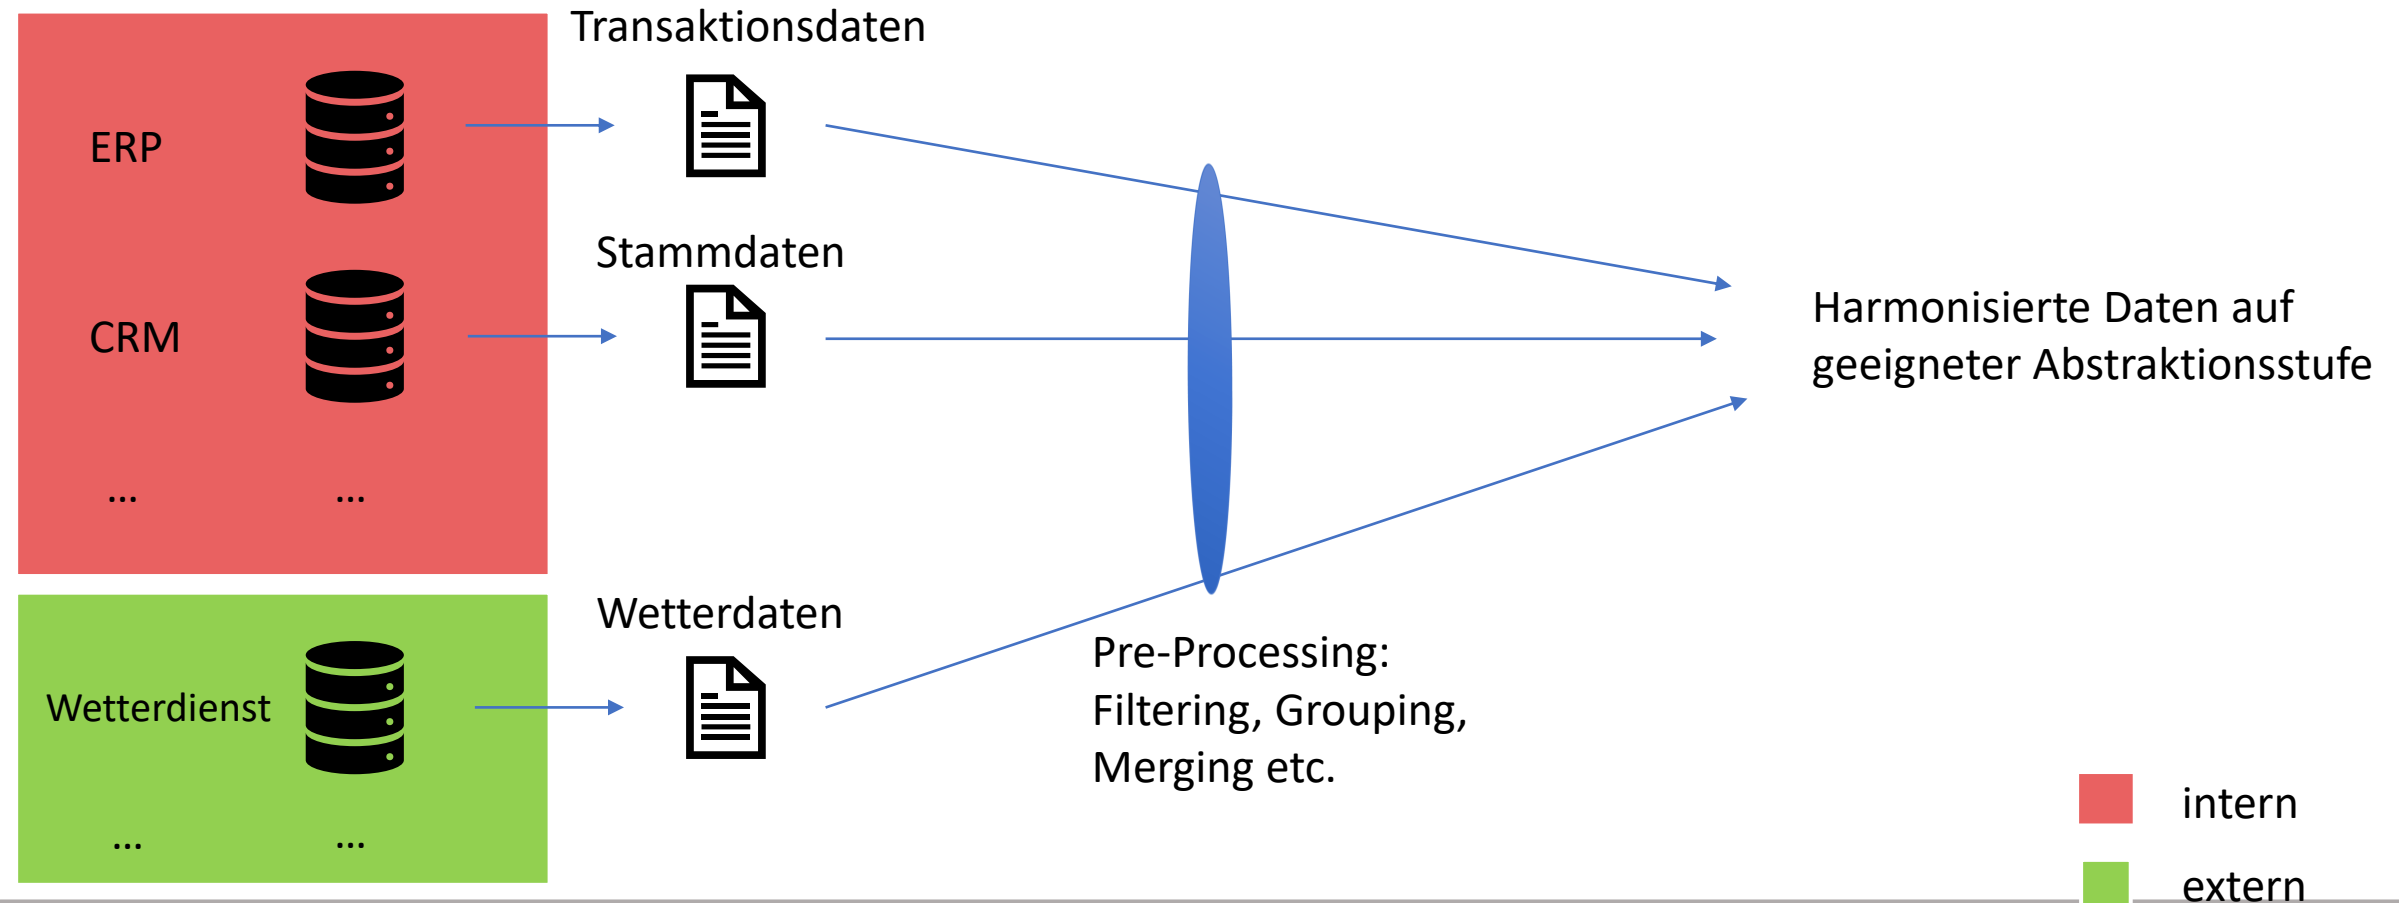 Transaktionsdaten
ERP
Stammdaten
CRM
Harmonisierte Daten auf
geeigneter Abstraktionsstufe
... ...
Wetterdaten
Wetterdienst
Pre-Processing:
Filtering, Grouping,
Merging etc.
... ...
intern
extern